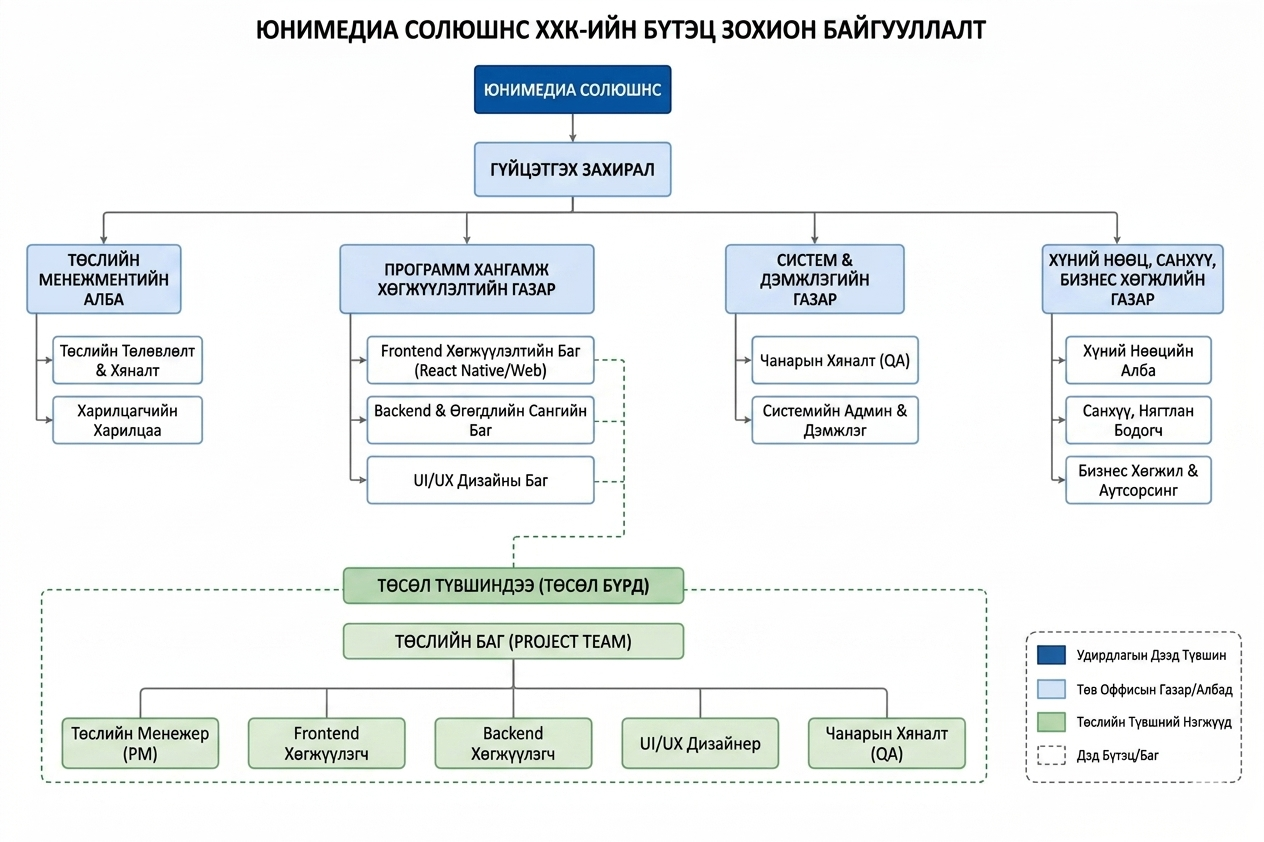 ЮНИМЕДИА СОЛЮШНС ХХК-ИЙН БҮТЭЦ ЗОХИОН БАЙГУУЛЛАЛТ
ЮНИМЕДИА СОЛЮШНС
ГҮЙЦЭТГЕХ ЗАХИРАЛ
ТӨСЛИЙН
МЕНЕЖМЕНТИЙН
АЛБА
Төслийн Төлөвлөлт
& Хяналт
Харилцагчийн
Харилцаа
ПРОГРАММ ХАНГАМЖ
ХӨГЖҮҮЛЭЛТИЙН ГАЗАР
Frontend Хөгжүүлэлтийн Баг
(React Native/Web)
Backend & Өгөгдлийн Сангийн
Баг
UI/UX Дизайны Баг
СИСТЕМ &
ДЭМЖЛЭГИЙН
ГАЗАР
Чанарын Хяналт (QA)
Системийн Админ &
Дэмжлэг
ХҮНИЙ НӨӨЦ, САНХҮҮ,
БИЗНЕС ХӨГЖЛИЙН
ГАЗАР
Хүний Нөөцийн
Алба
Санхүү, Нягтлан
Бодогч
Бизнес Хөгжил &
Аутсорсинг
ТӨСӨЛ ТҮВШИНДЭЭ (ТӨСӨЛ БҮРД)
ТӨСЛИЙН БАГ (PROJECT TEAM)
Төслийн Менежер
(PM)
Frontend
Хөгжүүлэгч
Backend
Хөгжүүлэгч
UI/UX Дизайнер
Чанарын Хяналт
(QA)
Удирдлагын Дээд Түвшин
Төв Оффисын Газар/Албад
Төслийн Түвшний Нэгжүүд
Дэд Бүтэц/Баг